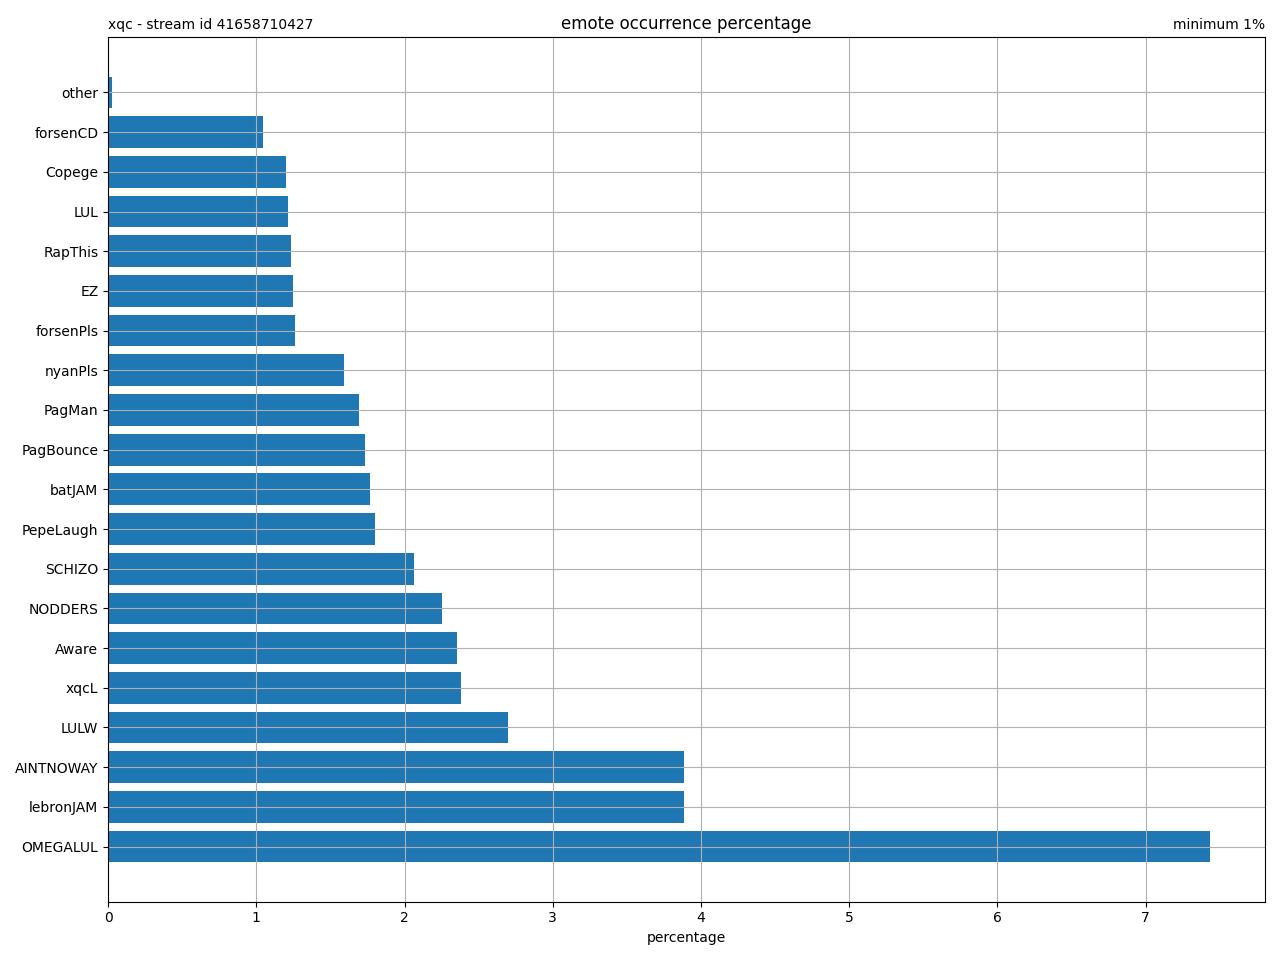 xqc - stream id 41658710427
emote occurrence percentage
minimum 1%
other
forsenCD
Copege
LUL
RapThis
EZ
forsenPls
nyanPls
PagMan
PagBounce
batJAM
PepeLaugh
SCHIZO
NODDERS
Aware
xqcL
LULW
AINTNOWAY
lebronJAM
OMEGALUL
0 1 2 3 4 5 6 7
percentage